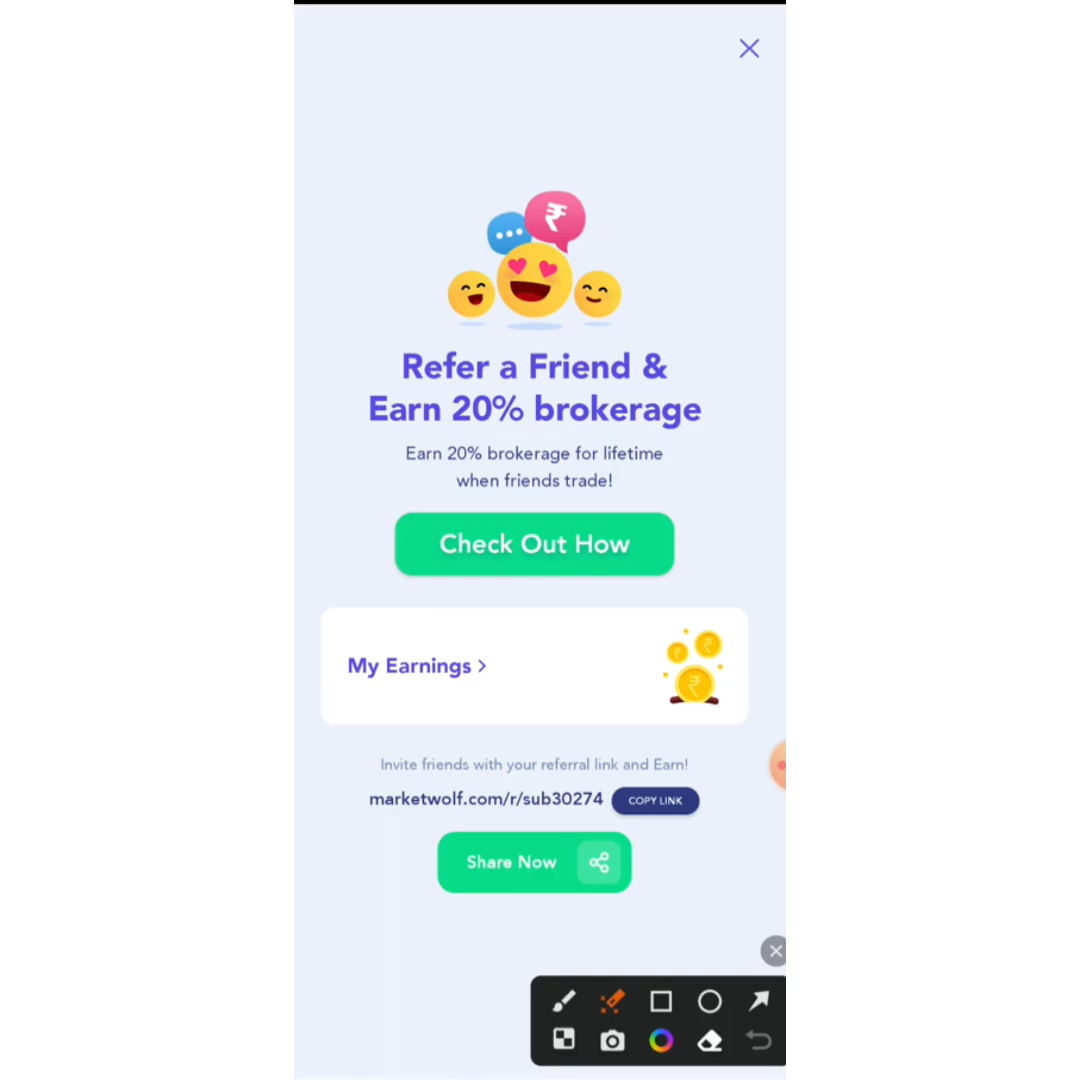 ₹
Refer a Friend &
Earn 20% brokerage
Earn 20% brokerage for lifetime
when friends trade!
Check Out How
My Earnings >
₹
₹
₹
Invite friends with your referral link and Earn!
marketwolf.com/r/sub30274 COPY LINK
Share Now